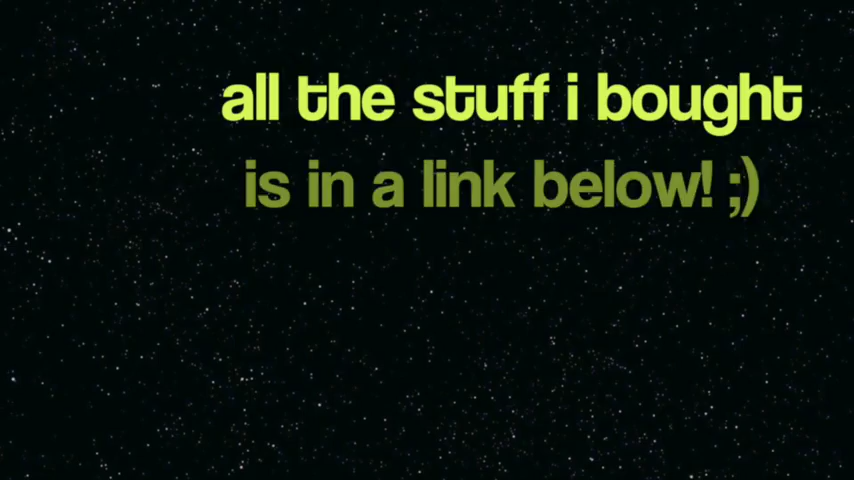 all the stuff i bought
is in a link below! ;)